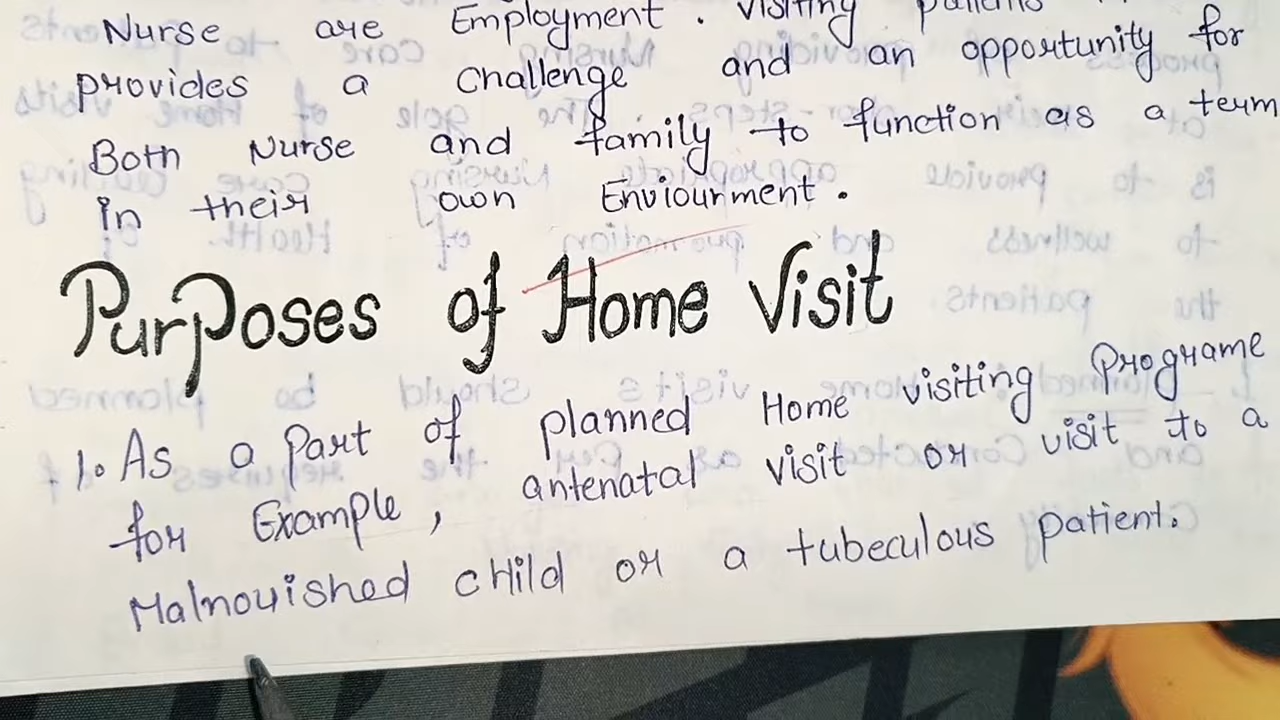 Nurse are Employment. Visiting patients
provides a Challenge and an opportunity for
Both Nurse and family to function as a term
in their own Enviourment.
Purposes of Home Visit
1. As a Part of planned Home visiting Programe
for Example, antenatal visit or visit to a
Malnourished child or a tubeculous patient.